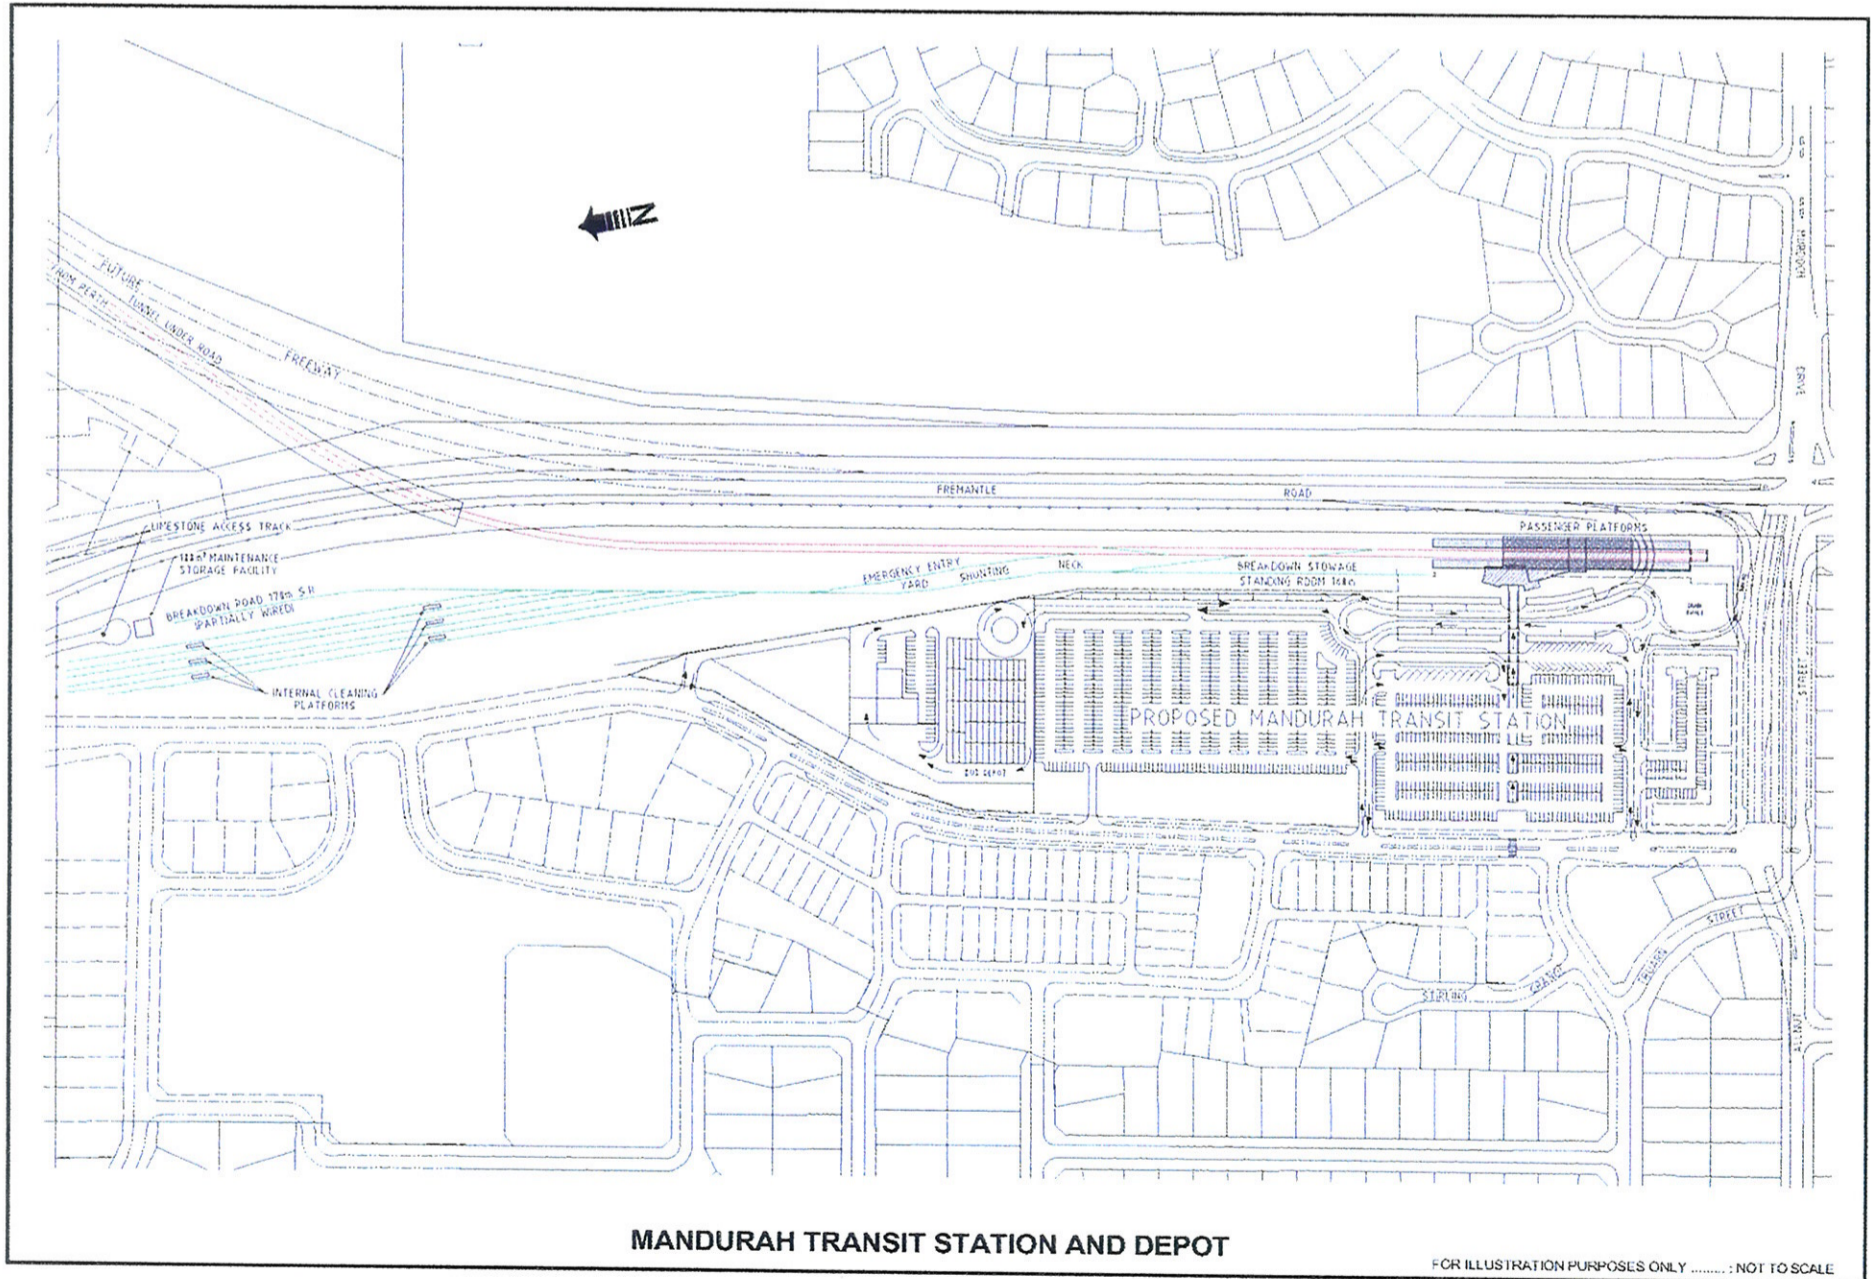 N
FUTURE
FROM PERTH
TUNNEL UNDER ROAD
FREEWAY
MURDOCH
DRIVE
FREMANTLE
ROAD
PASSENGER PLATFORMS
LIMESTONE ACCESS TRACK
MAINTENANCE
STORAGE FACILITY
EMERGENCY ENTRY
YARD
SHUNTING
NECK
BREAKDOWN STOWAGE
STANDING ROOM
BREAKDOWN ROAD
(PARTIALLY WIRED)
INTERNAL CLEANING
PLATFORMS
PROPOSED MANDURAH TRANSIT STATION
BUS DEPOT
STREET
STREET
STIRLING
ALLNUT
MANDURAH TRANSIT STATION AND DEPOT
FOR ILLUSTRATION PURPOSES ONLY ........ : NOT TO SCALE